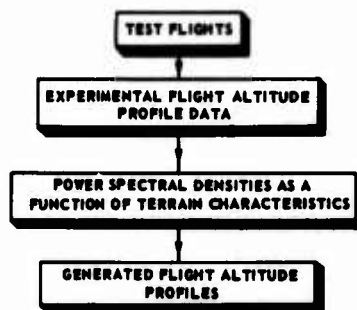 TEST FLIGHTS
EXPERIMENTAL FLIGHT ALTITUDE
PROFILE DATA
POWER SPECTRAL DENSITIES AS A
FUNCTION OF TERRAIN CHARACTERISTICS
GENERATED FLIGHT ALTITUDE
PROFILES